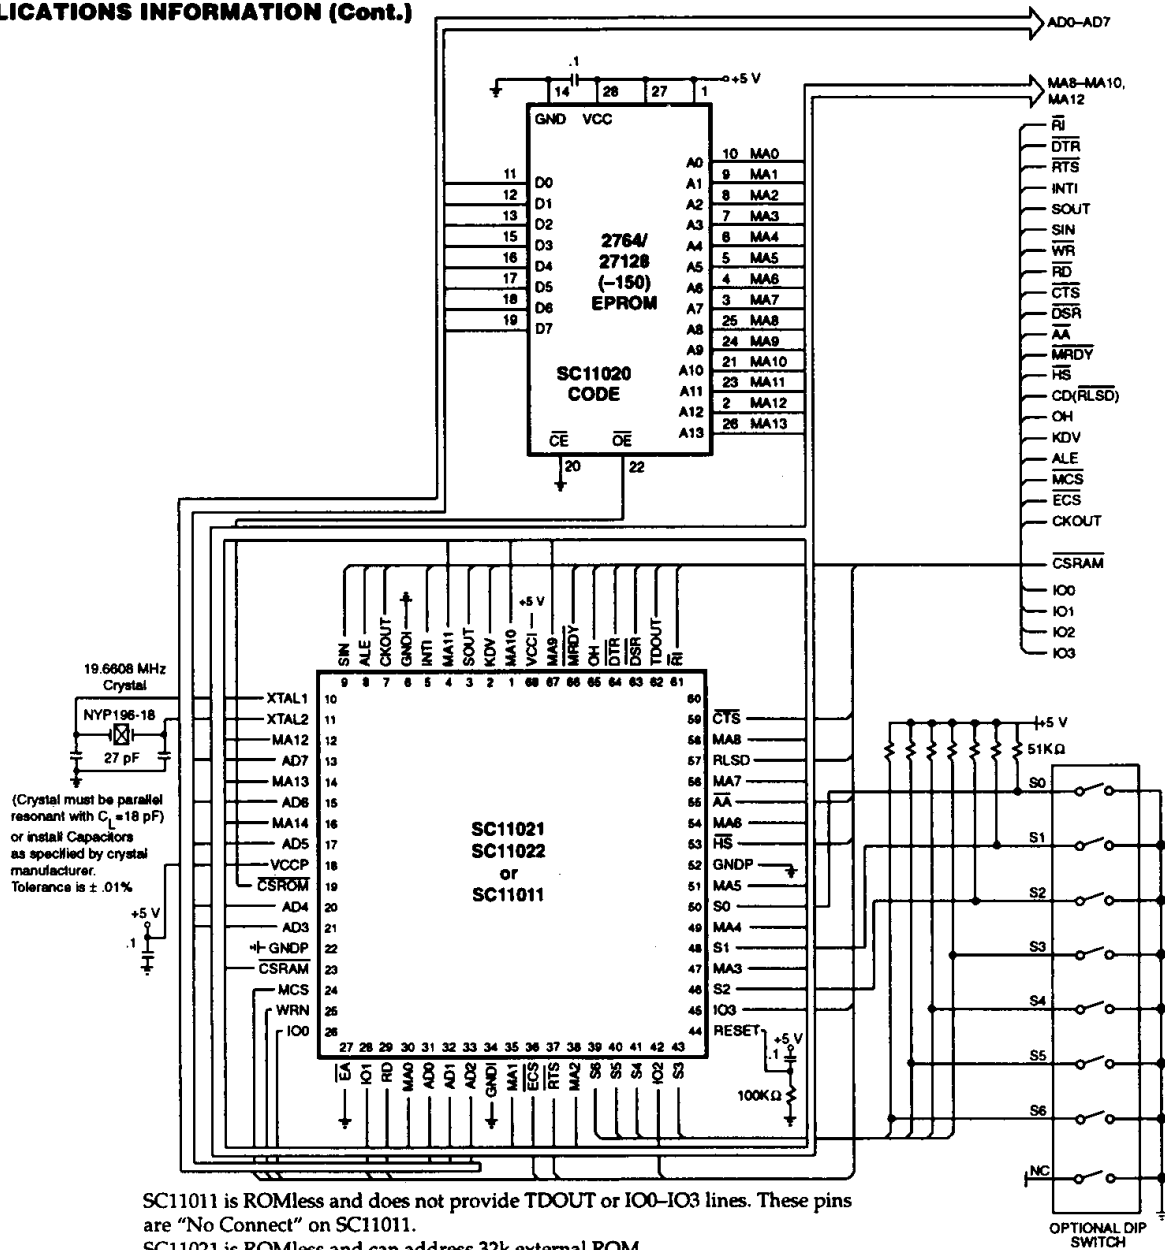 LICATIONS INFORMATION (Cont.)
AD0–AD7
.1
+5 V
14 28 27 1
GND VCC
MA8–MA10,
MA12
RI
DTR
RTS
INTI
SOUT
SIN
WR
RD
CTS
DSR
AA
MRDY
HS
CD(RLSD)
OH
KDV
ALE
MCS
ECS
CKOUT
CSRAM
IO0
IO1
IO2
IO3
11 D0
12 D1
13 D2
15 D3
16 D4
17 D5
18 D6
19 D7
2764/
27128
(–150)
EPROM
SC11020
CODE
A0 10 MA0
A1 9 MA1
A2 8 MA2
A3 7 MA3
A4 6 MA4
A5 5 MA5
A6 4 MA6
A7 3 MA7
A8 25 MA8
A9 24 MA9
A10 21 MA10
A11 23 MA11
A12 2 MA12
A13 26 MA13
CE OE
20 22
+5 V
SIN ALE CKOUT GNDI INTI MA11 SOUT KDV MA10 VCCI MA9 MRDY OH DTR DSR TDOUT RI
9 8 7 6 5 4 3 2 1 68 67 66 65 64 63 62 61
19.6608 MHz
Crystal
NYP196-18
27 pF
(Crystal must be parallel
resonant with CL=18 pF)
or install Capacitors
as specified by crystal
manufacturer.
Tolerance is ± .01%
+5 V
.1
XTAL1 10
XTAL2 11
MA12 12
AD7 13
MA13 14
AD6 15
MA14 16
AD5 17
VCCP 18
CSROM 19
AD4 20
AD3 21
GNDP 22
CSRAM 23
MCS 24
WRN 25
IO0 26
SC11021
SC11022
or
SC11011
60
59 CTS
58 MA8
57 RLSD
56 MA7
55 AA
54 MA6
53 HS
52 GNDP
51 MA5
50 S0
49 MA4
48 S1
47 MA3
46 S2
45 IO3
44 RESET
27 28 29 30 31 32 33 34 35 36 37 38 39 40 41 42 43
EA IO1 RD MA0 AD0 AD1 AD2 GNDI MA1 ECS RTS MA2 S6 S5 S4 IO2 S3
+5 V
.1
100KΩ
+5 V
51KΩ
S0
S1
S2
S3
S4
S5
S6
NC
OPTIONAL DIP
SWITCH
SC11011 is ROMless and does not provide TDOUT or IO0–IO3 lines. These pins
are "No Connect" on SC11011.
SC11021 is ROMless and can address 32k external ROM